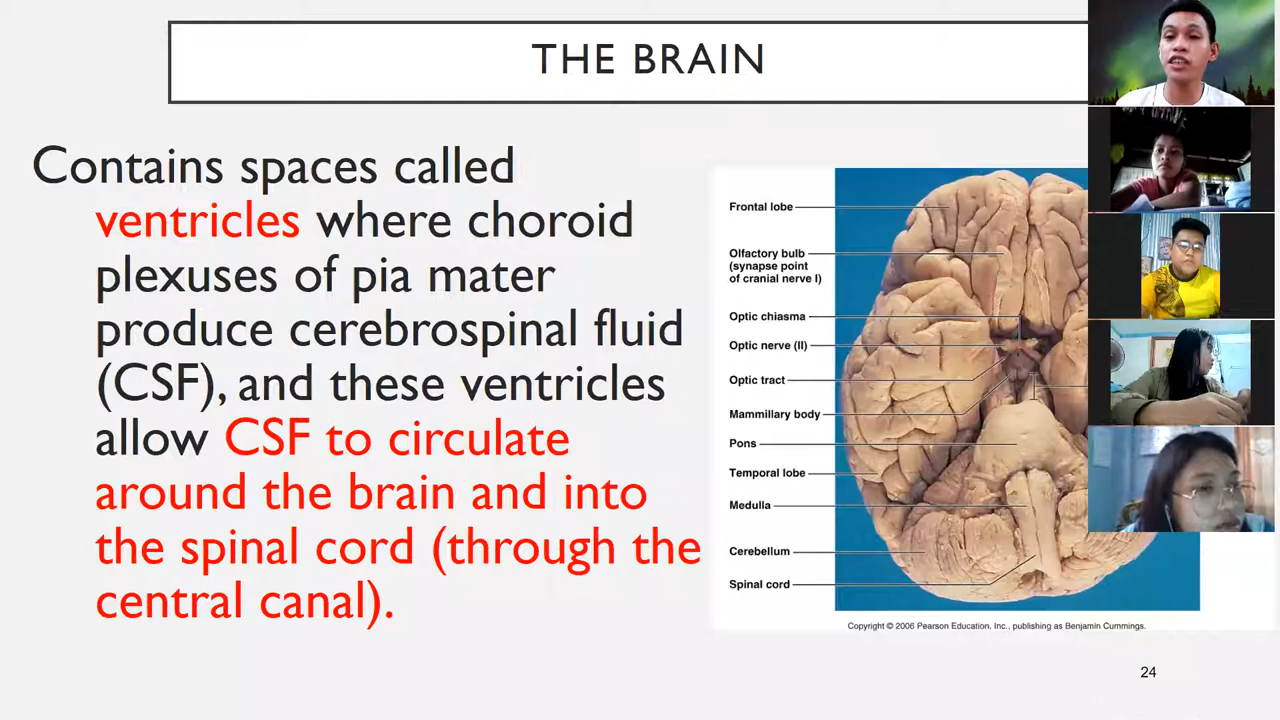 THE BRAIN
Contains spaces called
ventricles where choroid
plexuses of pia mater
produce cerebrospinal fluid
(CSF), and these ventricles
allow CSF to circulate
around the brain and into
the spinal cord (through the
central canal).
Frontal lobe
Olfactory bulb
(synapse point
of cranial nerve I)
Optic chiasma
Optic nerve (II)
Optic tract
Mammillary body
Pons
Temporal lobe
Medulla
Cerebellum
Spinal cord
Copyright © 2006 Pearson Education, Inc., publishing as Benjamin Cummings.
24